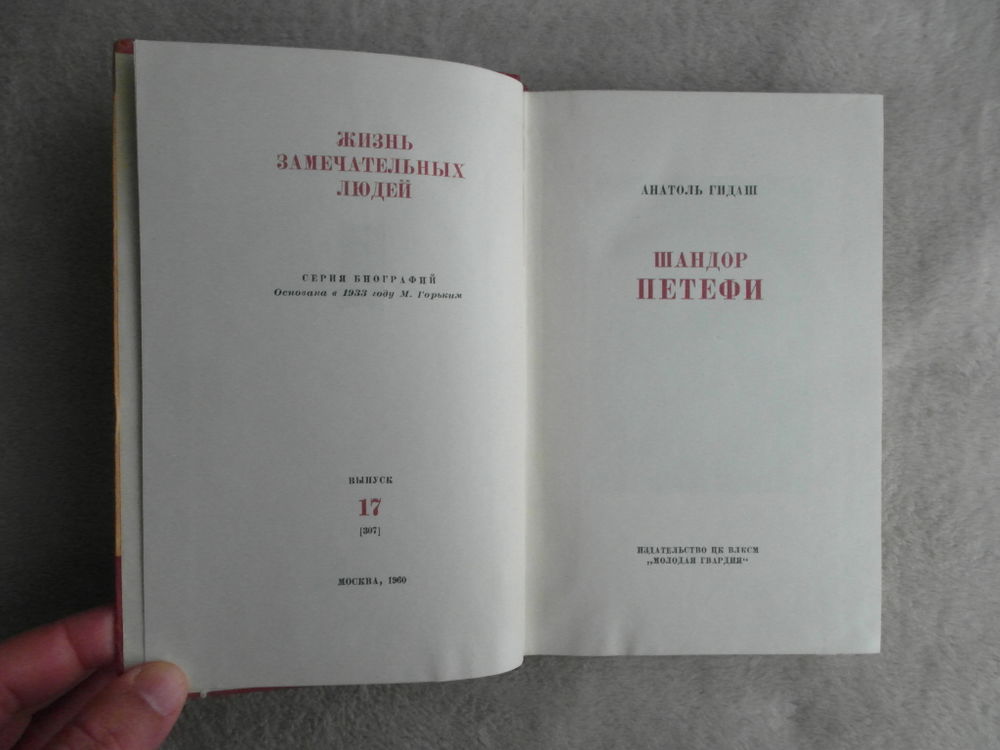 ЖИЗНЬ
ЗАМЕЧАТЕЛЬНЫХ
ЛЮДЕЙ
СЕРИЯ БИОГРАФИЙ
Основана в 1933 году М. Горьким
ВЫПУСК
17
[307]
МОСКВА, 1960
АНАТОЛЬ ГИДАШ
ШАНДОР
ПЕТЕФИ
ИЗДАТЕЛЬСТВО ЦК ВЛКСМ
„МОЛОДАЯ ГВАРДИЯ“